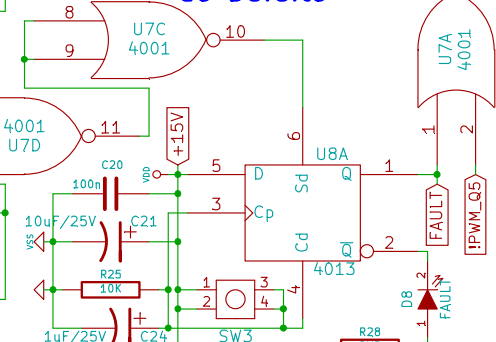 8
9
U7C
4001
10
U7A
4001
4001
U7D
11
+15V
6
U8A
1
2
C20
VDD
5
D
Sd
Q
1
100n
FAULT
!PWM_Q5
3
Cp
10uF/25V
C21
VSS
Cd
Q
2
4013
R25
10K
1
3
2
4
4
D8
2
FAULT
1
SW3
1uF/25V
C24
R28